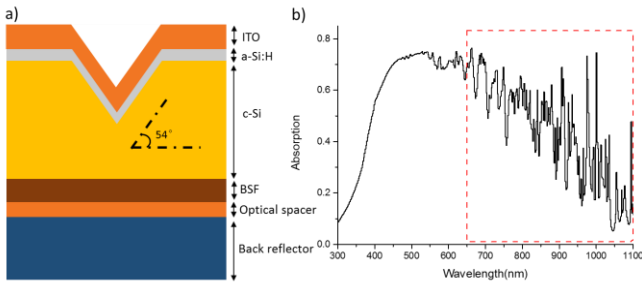 a)
ITO
a-Si:H
c-Si
54°
BSF
Optical spacer
Back reflector
b)
Absorption
0.8
0.6
0.4
0.2
0.0
300 400 500 600 700 800 900 1000 1100
Wavelength(nm)